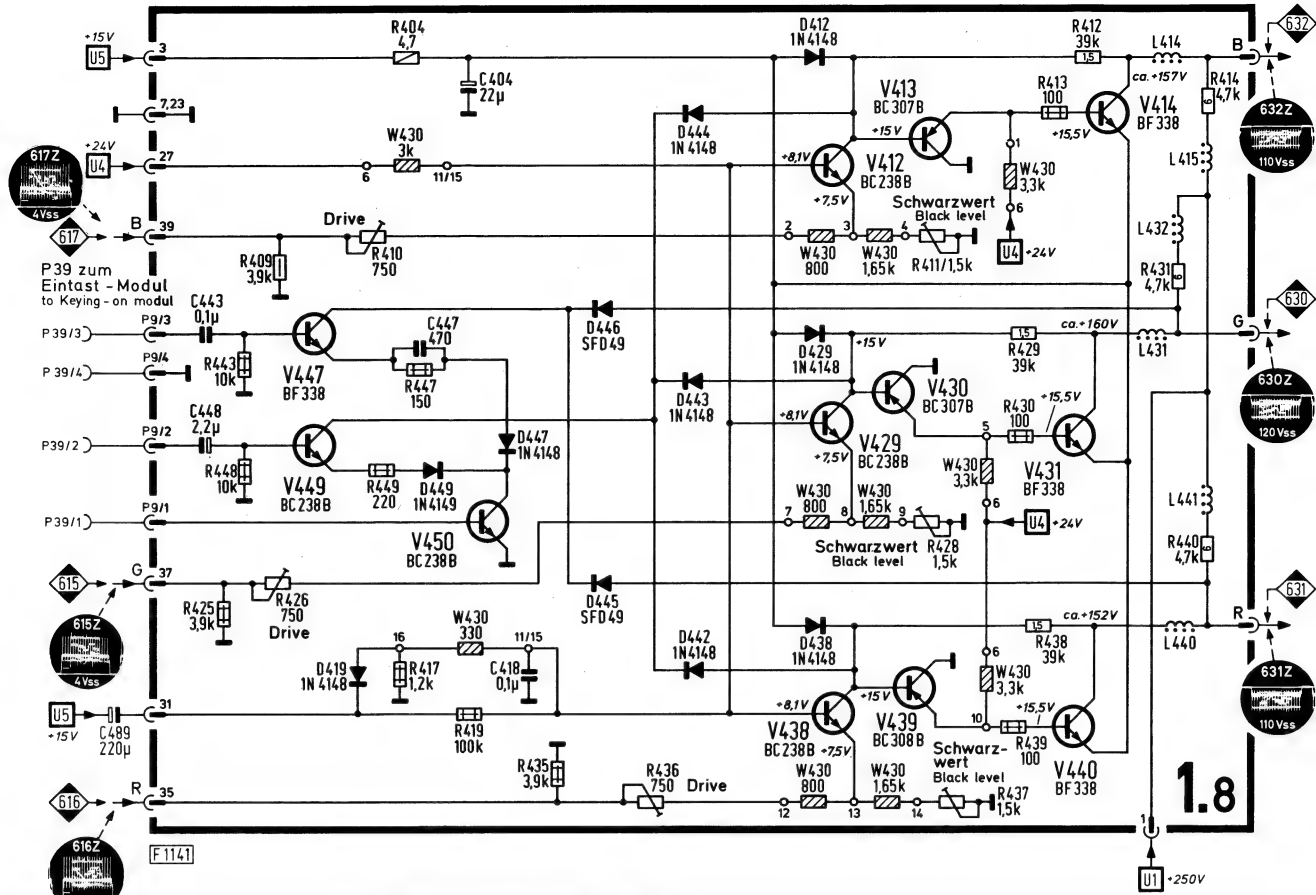 +15V
U5
3
R404
4,7
C404
22µ
D412
1N4148
R412
39k
1,5
L414
B
632
ca.+157V
R414
4,7k
6
632Z
110Vss
7,23
+24V
U4
27
W430
3k
6
11/15
D444
1N 4148
V413
BC307B
+15V
R413
100
V414
BF338
+15,5V
+8,1V
V412
BC238B
+7,5V
1
W430
3,3k
6
U4
+24V
L415
617Z
4Vss
617
B
39
Drive
R410
750
R409
3,9k
2
W430
800
3
W430
1,65k
4
Schwarzwert
Black level
R411/1,5k
L432
R431
4,7k
6
P39 zum
Eintast-Modul
to Keying-on modul
P39/3
P9/3
C443
0,1µ
R443
10k
V447
BF338
C447
470
R447
150
D446
SFD49
D429
1N4148
+15V
1,5
R429
39k
ca.+160V
L431
G
630
630Z
120Vss
P39/4
P9/4
D443
1N4148
V430
BC307B
+8,1V
V429
BC238B
+7,5V
5
R430
100
+15,5V
V431
BF338
W430
3,3k
6
U4
+24V
P39/2
P9/2
C448
2,2µ
R448
10k
V449
BC238B
R449
220
D449
1N4149
D447
1N4148
P39/1
P9/1
V450
BC238B
7
W430
800
8
W430
1,65k
9
R428
1,5k
Schwarzwert
Black level
L441
R440
4,7k
6
615
G
37
R425
3,9k
R426
750
Drive
615Z
4Vss
D445
SFD49
D442
1N4148
D438
1N4148
1,5
R438
39k
ca.+152V
L440
R
631
631Z
110Vss
D419
1N4148
16
R417
1,2k
W430
330
11/15
C418
0,1µ
U5
+15V
C489
220µ
31
R419
100k
+8,1V
V438
BC238B
+7,5V
+15V
V439
BC308B
6
W430
3,3k
10
+15,5V
R439
100
V440
BF338
616
R
35
R435
3,9k
R436
750
Drive
12
W430
800
13
W430
1,65k
14
Schwarz-
wert
Black level
R437
1,5k
1.8
616Z
F1141
1
U1
+250V